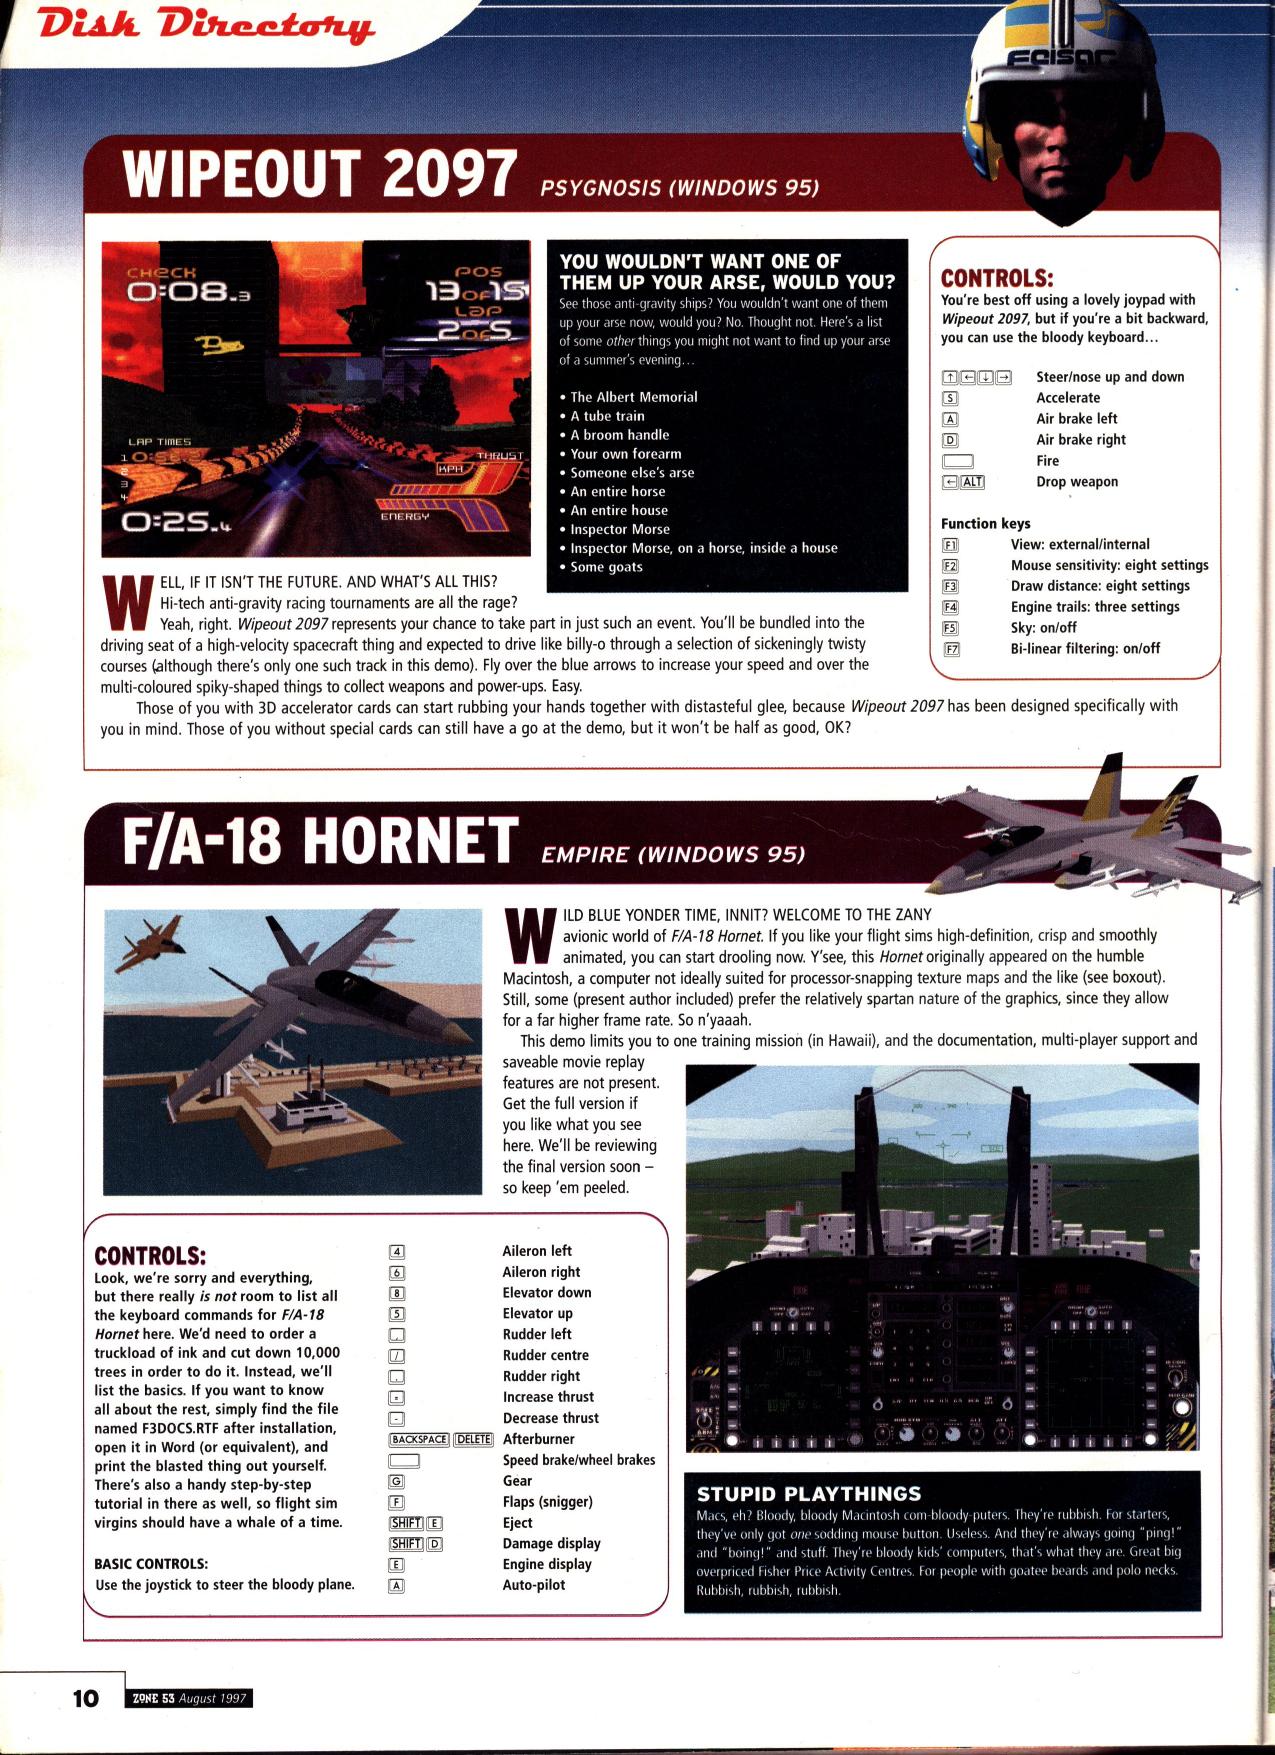 Disk Directory
FEISAR
WIPEOUT 2097 PSYGNOSIS (WINDOWS 95)
CHECK
0:08.3
POS
13 OF 15
LAP
2 OF 5
LAP TIMES
1 0:56.2
2
3
4
0:25.4
THRUST
KPH
ENERGY
YOU WOULDN'T WANT ONE OF
THEM UP YOUR ARSE, WOULD YOU?
See those anti-gravity ships? You wouldn't want one of them
up your arse now, would you? No. Thought not. Here's a list
of some other things you might not want to find up your arse
of a summer's evening...
• The Albert Memorial
• A tube train
• A broom handle
• Your own forearm
• Someone else's arse
• An entire horse
• An entire house
• Inspector Morse
• Inspector Morse, on a horse, inside a house
• Some goats
CONTROLS:
You're best off using a lovely joypad with
Wipeout 2097, but if you're a bit backward,
you can use the bloody keyboard...
↑ ← ↓ → Steer/nose up and down
S Accelerate
A Air brake left
D Air brake right
Fire
← ALT Drop weapon
Function keys
F1 View: external/internal
F2 Mouse sensitivity: eight settings
F3 Draw distance: eight settings
F4 Engine trails: three settings
F5 Sky: on/off
F7 Bi-linear filtering: on/off
WELL, IF IT ISN'T THE FUTURE. AND WHAT'S ALL THIS?
Hi-tech anti-gravity racing tournaments are all the rage?
Yeah, right. Wipeout 2097 represents your chance to take part in just such an event. You'll be bundled into the
driving seat of a high-velocity spacecraft thing and expected to drive like billy-o through a selection of sickeningly twisty
courses (although there's only one such track in this demo). Fly over the blue arrows to increase your speed and over the
multi-coloured spiky-shaped things to collect weapons and power-ups. Easy.
Those of you with 3D accelerator cards can start rubbing your hands together with distasteful glee, because Wipeout 2097 has been designed specifically with
you in mind. Those of you without special cards can still have a go at the demo, but it won't be half as good, OK?
F/A-18 HORNET EMPIRE (WINDOWS 95)
WILD BLUE YONDER TIME, INNIT? WELCOME TO THE ZANY
avionic world of F/A-18 Hornet. If you like your flight sims high-definition, crisp and smoothly
animated, you can start drooling now. Y'see, this Hornet originally appeared on the humble
Macintosh, a computer not ideally suited for processor-snapping texture maps and the like (see boxout).
Still, some (present author included) prefer the relatively spartan nature of the graphics, since they allow
for a far higher frame rate. So n'yaaah.
This demo limits you to one training mission (in Hawaii), and the documentation, multi-player support and
saveable movie replay
features are not present.
Get the full version if
you like what you see
here. We'll be reviewing
the final version soon –
so keep 'em peeled.
CONTROLS:
Look, we're sorry and everything,
but there really is not room to list all
the keyboard commands for F/A-18
Hornet here. We'd need to order a
truckload of ink and cut down 10,000
trees in order to do it. Instead, we'll
list the basics. If you want to know
all about the rest, simply find the file
named F3DOCS.RTF after installation,
open it in Word (or equivalent), and
print the blasted thing out yourself.
There's also a handy step-by-step
tutorial in there as well, so flight sim
virgins should have a whale of a time.
BASIC CONTROLS:
Use the joystick to steer the bloody plane.
4 Aileron left
6 Aileron right
8 Elevator down
5 Elevator up
, Rudder left
/ Rudder centre
. Rudder right
= Increase thrust
- Decrease thrust
BACKSPACE DELETE Afterburner
Speed brake/wheel brakes
G Gear
F Flaps (snigger)
SHIFT E Eject
SHIFT D Damage display
E Engine display
A Auto-pilot
STUPID PLAYTHINGS
Macs, eh? Bloody, bloody Macintosh com-bloody-puters. They're rubbish. For starters,
they've only got one sodding mouse button. Useless. And they're always going "ping!"
and "boing!" and stuff. They're bloody kids' computers, that's what they are. Great big
overpriced Fisher Price Activity Centres. For people with goatee beards and polo necks.
Rubbish, rubbish, rubbish.
10 ZONE 53 August 1997